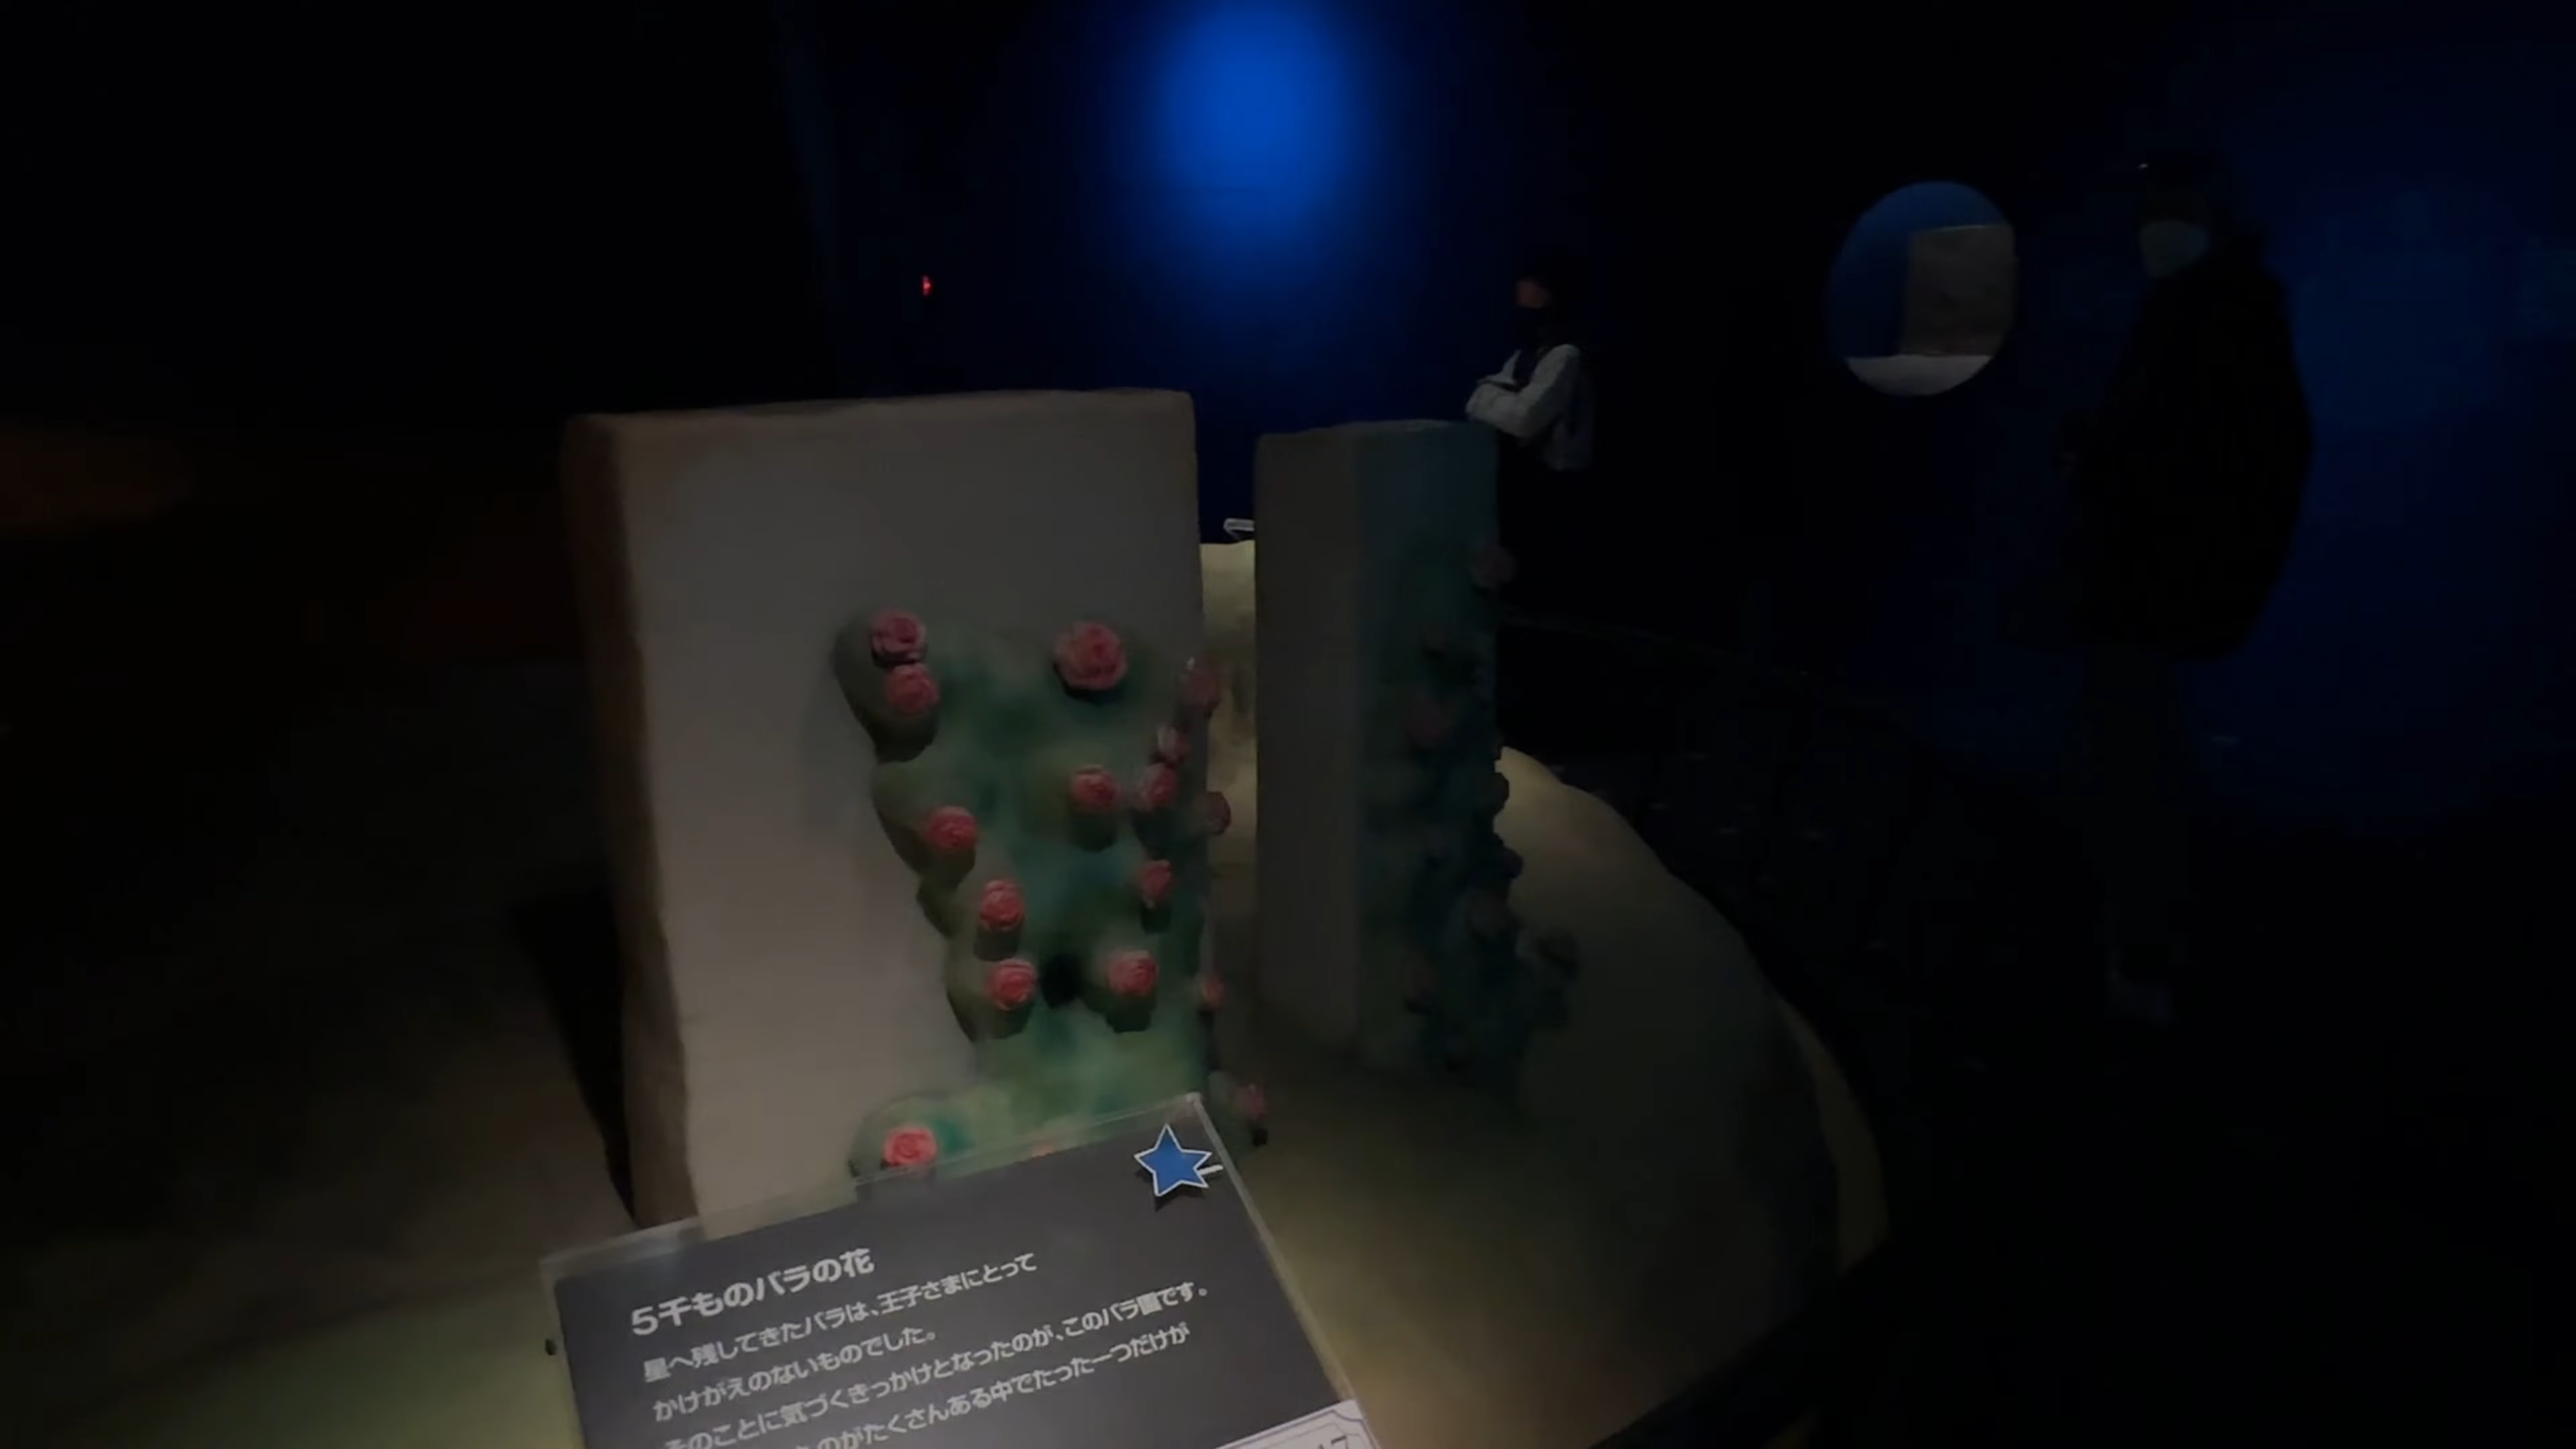 5千ものバラの花
星へ残してきたバラは、王子さまにとって
かけがえのないものでした。
そのことに気づくきっかけとなったのが、このバラ園です。
のがたくさんある中でたった一つだけが
17